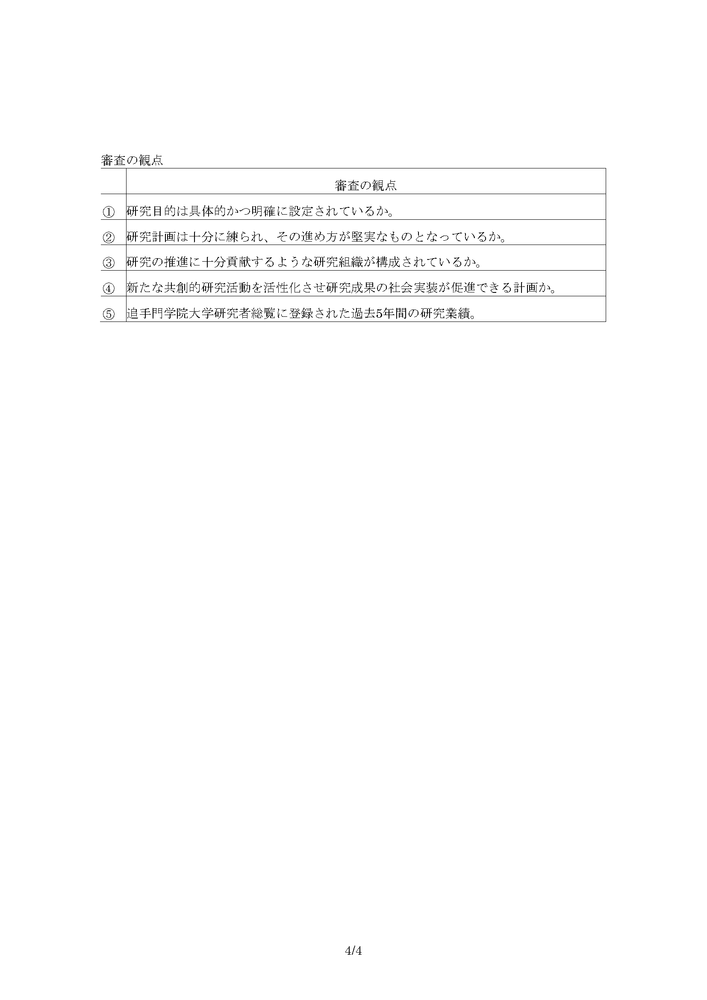 審査の観点
審査の観点
① 研究目的は具体的かつ明確に設定されているか。
② 研究計画は十分に練られ、その進め方が堅実なものとなっているか。
③ 研究の推進に十分貢献するような研究組織が構成されているか。
④ 新たな共創的研究活動を活性化させ研究成果の社会実装が促進できる計画か。
⑤ 追手門学院大学研究者総覧に登録された過去5年間の研究業績。
4/4